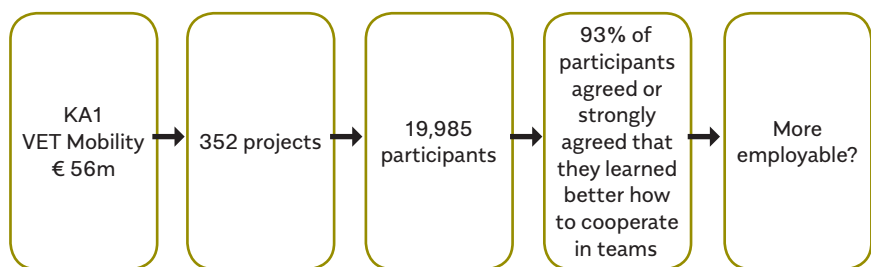 KA1
VET Mobility
€ 56m
352 projects
19,985
participants
93% of
participants
agreed or
strongly
agreed that
they learned
better how
to cooperate
in teams
More
employable?